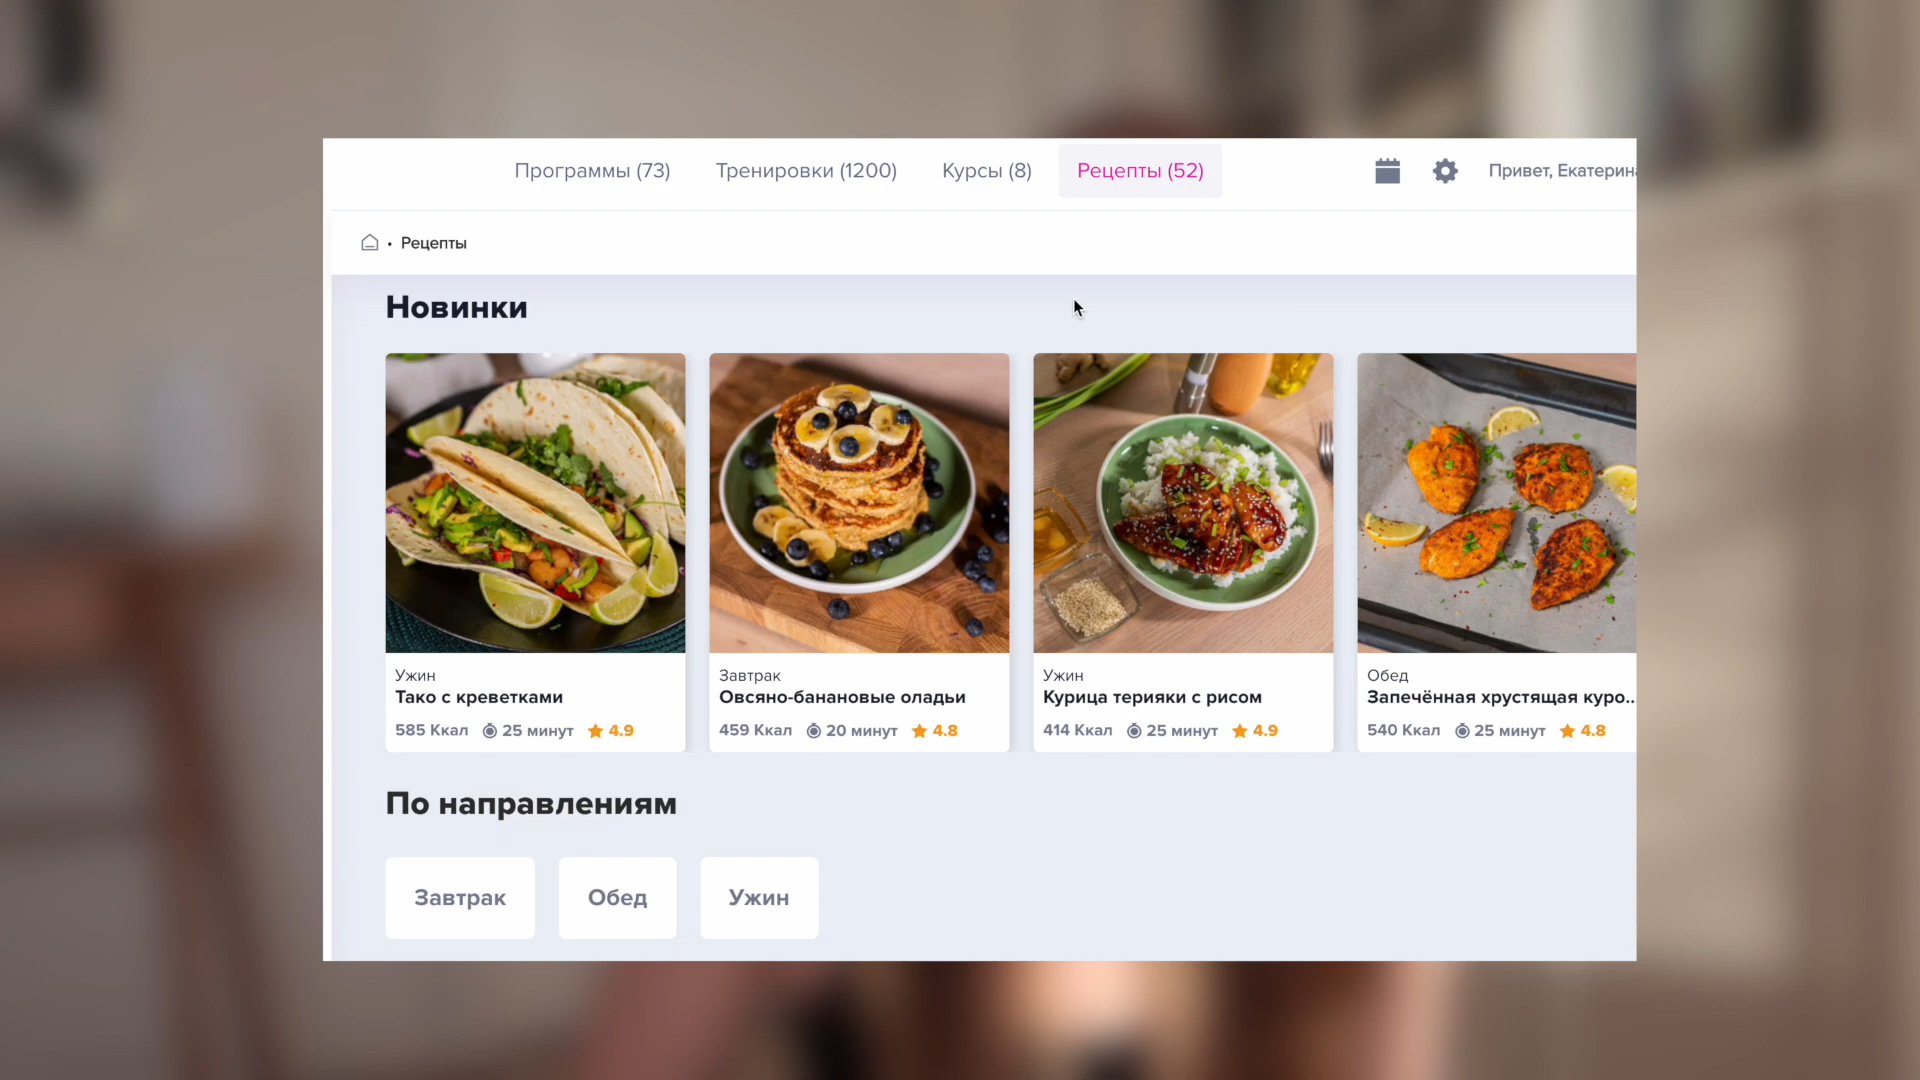 Программы (73) Тренировки (1200) Курсы (8) Рецепты (52) Привет, Екатерин
• Рецепты
Новинки
Ужин
Тако с креветками
585 Ккал 25 минут 4.9
Завтрак
Овсяно-банановые оладьи
459 Ккал 20 минут 4.8
Ужин
Курица терияки с рисом
414 Ккал 25 минут 4.9
Обед
Запечённая хрустящая куро...
540 Ккал 25 минут 4.8
По направлениям
Завтрак Обед Ужин